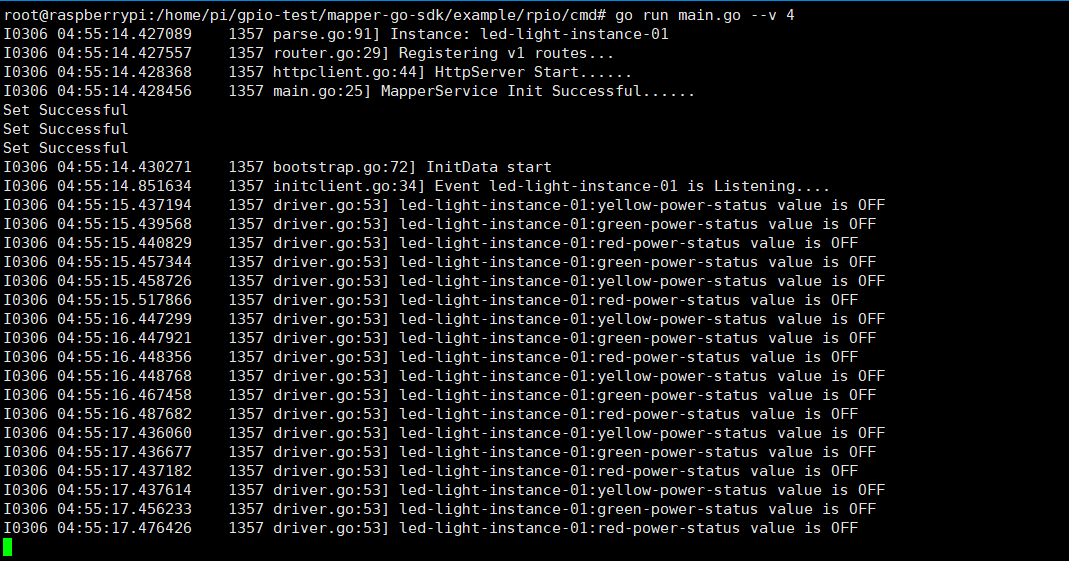 root@raspberrypi:/home/pi/gpio-test/mapper-go-sdk/example/rpio/cmd# go run main.go --v 4
I0306 04:55:14.427089    1357 parse.go:91] Instance: led-light-instance-01
I0306 04:55:14.427557    1357 router.go:29] Registering v1 routes...
I0306 04:55:14.428368    1357 httpclient.go:44] HttpServer Start......
I0306 04:55:14.428456    1357 main.go:25] MapperService Init Successful......
Set Successful
Set Successful
Set Successful
I0306 04:55:14.430271    1357 bootstrap.go:72] InitData start
I0306 04:55:14.851634    1357 initclient.go:34] Event led-light-instance-01 is Listening....
I0306 04:55:15.437194    1357 driver.go:53] led-light-instance-01:yellow-power-status value is OFF
I0306 04:55:15.439568    1357 driver.go:53] led-light-instance-01:green-power-status value is OFF
I0306 04:55:15.440829    1357 driver.go:53] led-light-instance-01:red-power-status value is OFF
I0306 04:55:15.457344    1357 driver.go:53] led-light-instance-01:green-power-status value is OFF
I0306 04:55:15.458726    1357 driver.go:53] led-light-instance-01:yellow-power-status value is OFF
I0306 04:55:15.517866    1357 driver.go:53] led-light-instance-01:red-power-status value is OFF
I0306 04:55:16.447299    1357 driver.go:53] led-light-instance-01:yellow-power-status value is OFF
I0306 04:55:16.447921    1357 driver.go:53] led-light-instance-01:green-power-status value is OFF
I0306 04:55:16.448356    1357 driver.go:53] led-light-instance-01:red-power-status value is OFF
I0306 04:55:16.448768    1357 driver.go:53] led-light-instance-01:yellow-power-status value is OFF
I0306 04:55:16.467458    1357 driver.go:53] led-light-instance-01:green-power-status value is OFF
I0306 04:55:16.487682    1357 driver.go:53] led-light-instance-01:red-power-status value is OFF
I0306 04:55:17.436060    1357 driver.go:53] led-light-instance-01:yellow-power-status value is OFF
I0306 04:55:17.436677    1357 driver.go:53] led-light-instance-01:green-power-status value is OFF
I0306 04:55:17.437182    1357 driver.go:53] led-light-instance-01:red-power-status value is OFF
I0306 04:55:17.437614    1357 driver.go:53] led-light-instance-01:yellow-power-status value is OFF
I0306 04:55:17.456233    1357 driver.go:53] led-light-instance-01:green-power-status value is OFF
I0306 04:55:17.476426    1357 driver.go:53] led-light-instance-01:red-power-status value is OFF